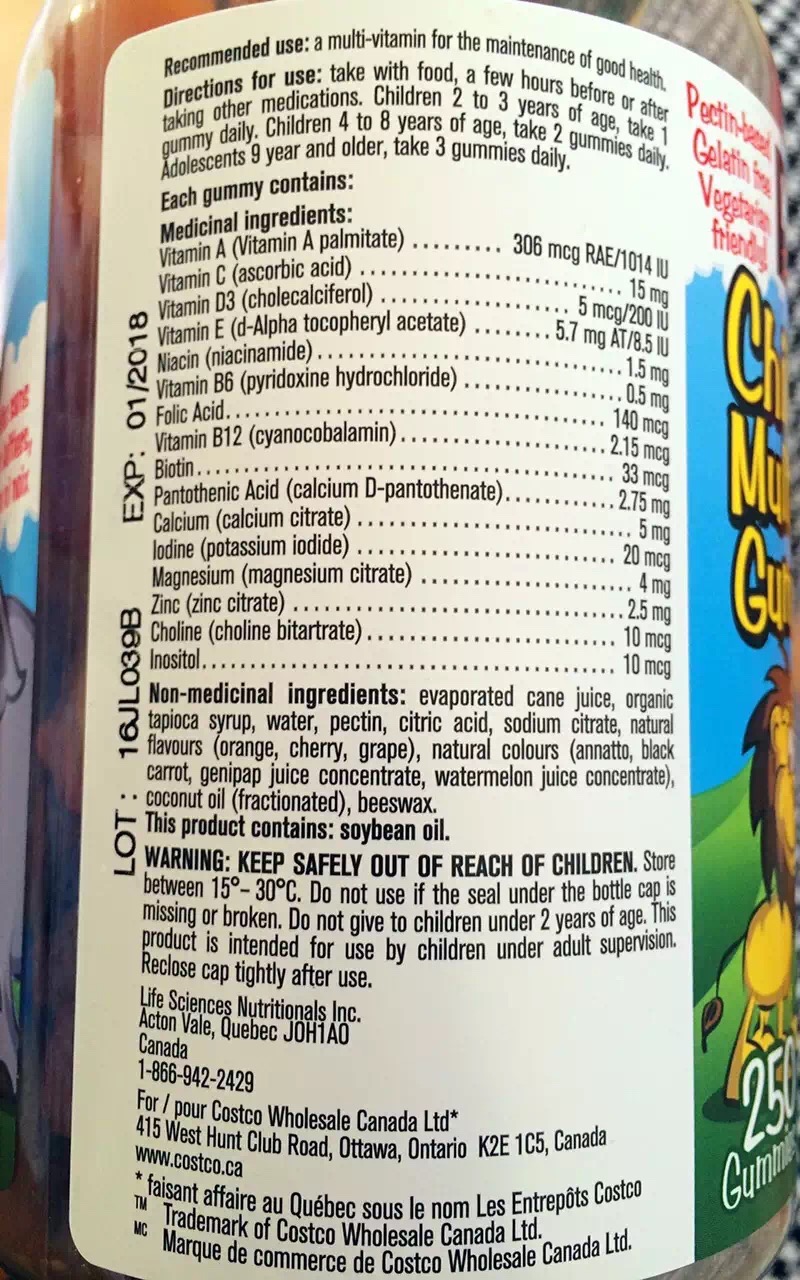 Recommended use: a multi-vitamin for the maintenance of good health.
Directions for use: take with food, a few hours before or after
taking other medications. Children 2 to 3 years of age, take 1
gummy daily. Children 4 to 8 years of age, take 2 gummies daily.
Adolescents 9 year and older, take 3 gummies daily.
Each gummy contains:
Medicinal ingredients:
Vitamin A (Vitamin A palmitate) ......... 306 mcg RAE/1014 IU
Vitamin C (ascorbic acid) ........ 15 mg
Vitamin D3 (cholecalciferol) ........ 5 mcg/200 IU
Vitamin E (d-Alpha tocopheryl acetate) ........ 5.7 mg AT/8.5 IU
Niacin (niacinamide) ........ 1.5 mg
Vitamin B6 (pyridoxine hydrochloride) ........ 0.5 mg
Folic Acid ........ 140 mcg
Vitamin B12 (cyanocobalamin) ........ 2.15 mcg
Biotin ........ 33 mcg
Pantothenic Acid (calcium D-pantothenate) ........ 2.75 mg
Calcium (calcium citrate) ........ 5 mg
Iodine (potassium iodide) ........ 20 mcg
Magnesium (magnesium citrate) ........ 4 mg
Zinc (zinc citrate) ........ 2.5 mg
Choline (choline bitartrate) ........ 10 mcg
Inositol ........ 10 mcg
Non-medicinal ingredients: evaporated cane juice, organic
tapioca syrup, water, pectin, citric acid, sodium citrate, natural
flavours (orange, cherry, grape), natural colours (annatto, black
carrot, genipap juice concentrate, watermelon juice concentrate),
coconut oil (fractionated), beeswax.
This product contains: soybean oil.
WARNING: KEEP SAFELY OUT OF REACH OF CHILDREN. Store
between 15°– 30°C. Do not use if the seal under the bottle cap is
missing or broken. Do not give to children under 2 years of age. This
product is intended for use by children under adult supervision.
Reclose cap tightly after use.
Life Sciences Nutritionals Inc.
Acton Vale, Quebec J0H1A0
Canada
1-866-942-2429
For / pour Costco Wholesale Canada Ltd*
415 West Hunt Club Road, Ottawa, Ontario K2E 1C5, Canada
www.costco.ca
* faisant affaire au Québec sous le nom Les Entrepôts Costco
TM Trademark of Costco Wholesale Canada Ltd.
MC Marque de commerce de Costco Wholesale Canada Ltd.
LOT : 16JL039B EXP: 01/2018
Pectin-based
Gelatin free
Vegetarian
friendly!
250